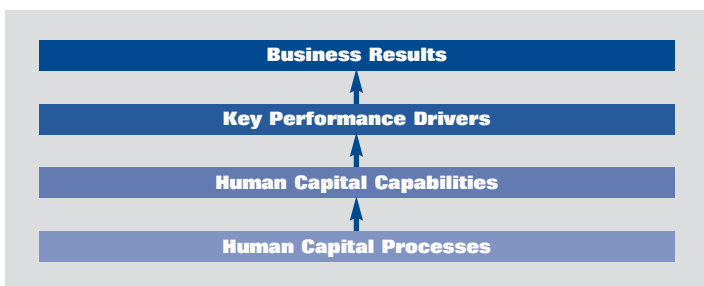 Business Results
Key Performance Drivers
Human Capital Capabilities
Human Capital Processes